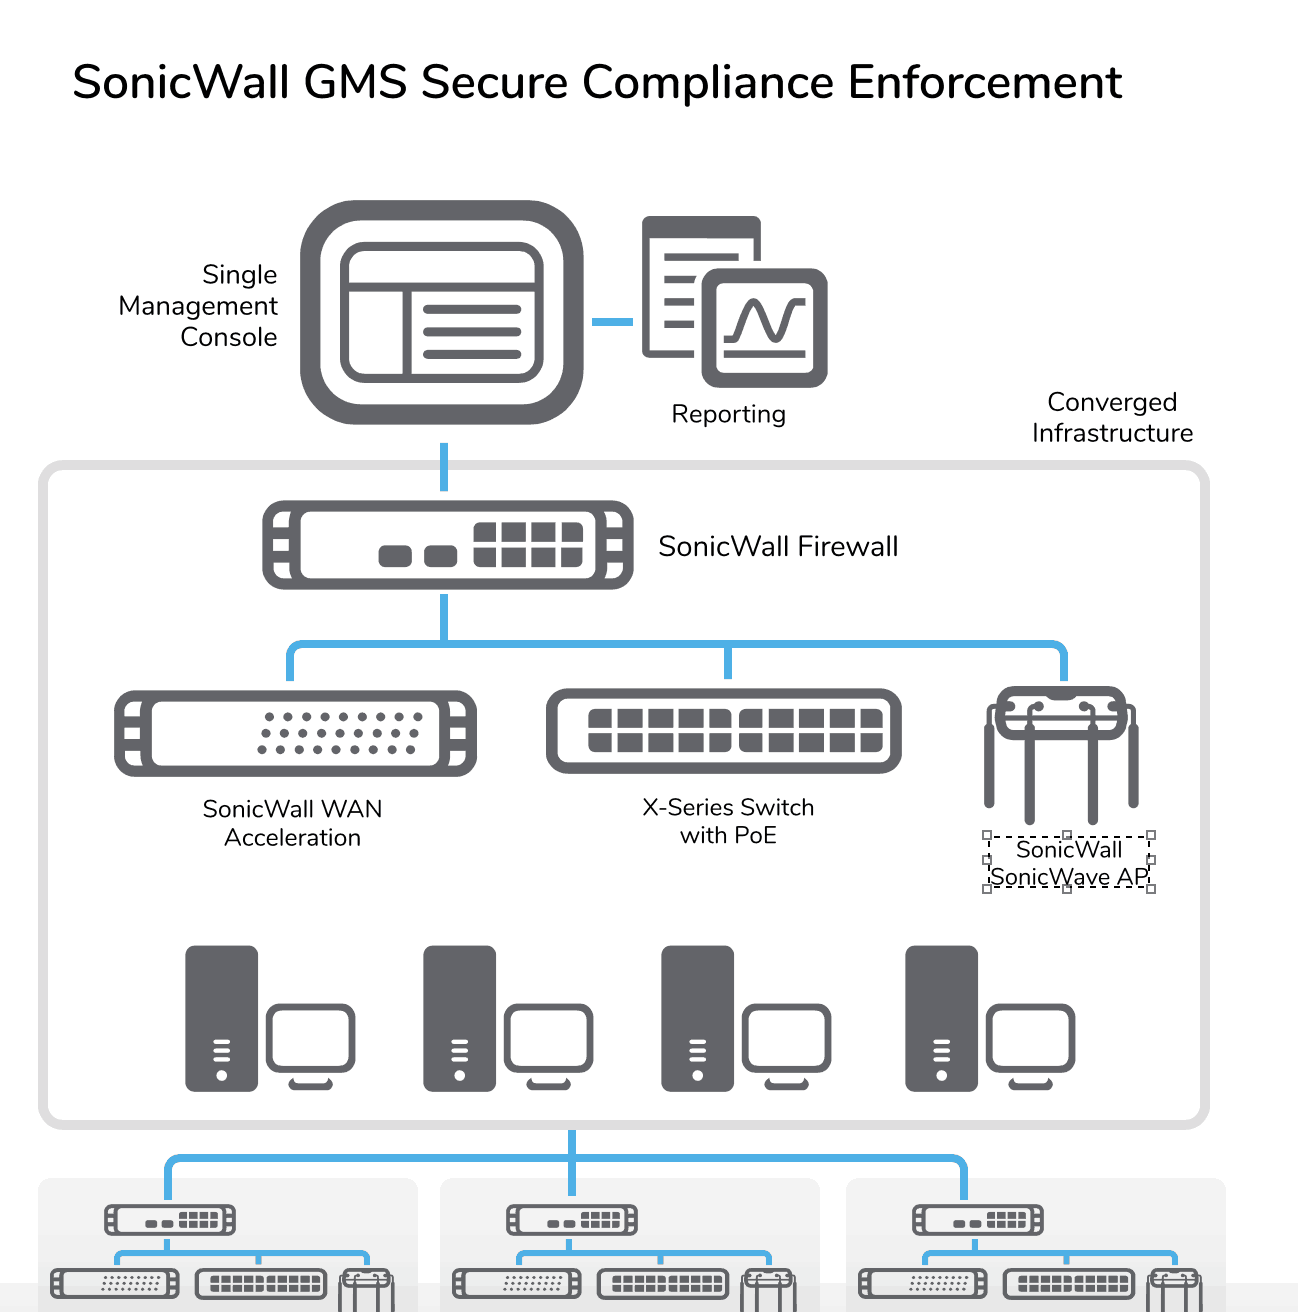 SonicWall GMS Secure Compliance Enforcement
Single
Management
Console
Reporting
Converged
Infrastructure
SonicWall Firewall
SonicWall WAN
Acceleration
X-Series Switch
with PoE
SonicWall
SonicWave AP